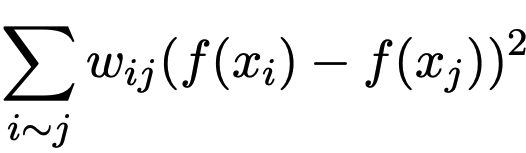 ∑_{i∼j} w_{ij}(f(x_i) − f(x_j))^2